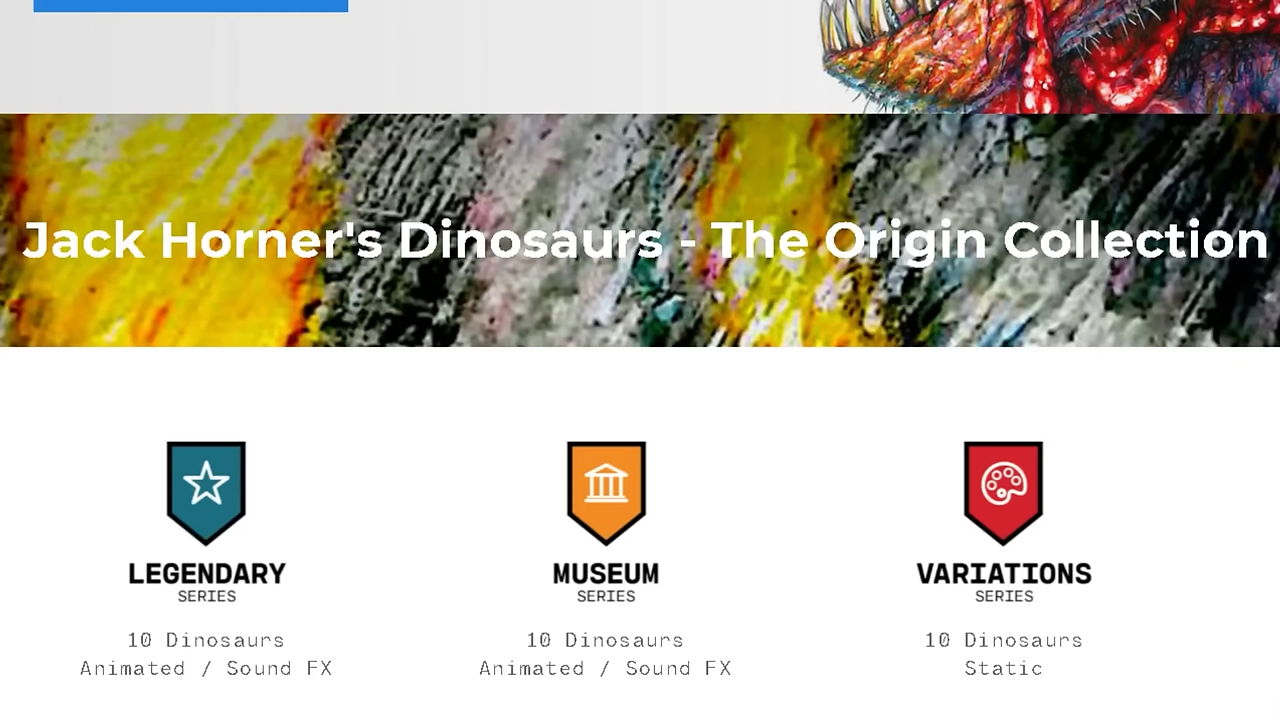 Jack Horner's Dinosaurs - The Origin Collection
LEGENDARY
SERIES
10 Dinosaurs
Animated / Sound FX
MUSEUM
SERIES
10 Dinosaurs
Animated / Sound FX
VARIATIONS
SERIES
10 Dinosaurs
Static